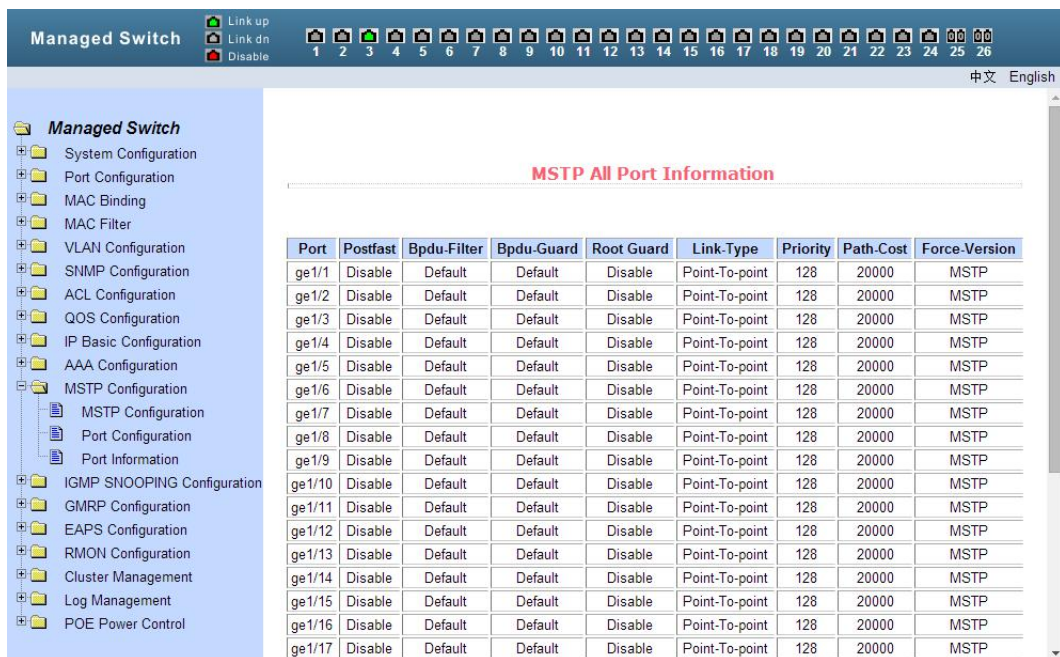 Managed Switch
Link up
Link dn
Disable
1 2 3 4 5 6 7 8 9 10 11 12 13 14 15 16 17 18 19 20 21 22 23 24 25 26
中文 English
Managed Switch
System Configuration
Port Configuration
MAC Binding
MAC Filter
VLAN Configuration
SNMP Configuration
ACL Configuration
QOS Configuration
IP Basic Configuration
AAA Configuration
MSTP Configuration
MSTP Configuration
Port Configuration
Port Information
IGMP SNOOPING Configuration
GMRP Configuration
EAPS Configuration
RMON Configuration
Cluster Management
Log Management
POE Power Control
MSTP All Port Information
Port Postfast Bpdu-Filter Bpdu-Guard Root Guard Link-Type Priority Path-Cost Force-Version
ge1/1 Disable Default Default Disable Point-To-point 128 20000 MSTP
ge1/2 Disable Default Default Disable Point-To-point 128 20000 MSTP
ge1/3 Disable Default Default Disable Point-To-point 128 20000 MSTP
ge1/4 Disable Default Default Disable Point-To-point 128 20000 MSTP
ge1/5 Disable Default Default Disable Point-To-point 128 20000 MSTP
ge1/6 Disable Default Default Disable Point-To-point 128 20000 MSTP
ge1/7 Disable Default Default Disable Point-To-point 128 20000 MSTP
ge1/8 Disable Default Default Disable Point-To-point 128 20000 MSTP
ge1/9 Disable Default Default Disable Point-To-point 128 20000 MSTP
ge1/10 Disable Default Default Disable Point-To-point 128 20000 MSTP
ge1/11 Disable Default Default Disable Point-To-point 128 20000 MSTP
ge1/12 Disable Default Default Disable Point-To-point 128 20000 MSTP
ge1/13 Disable Default Default Disable Point-To-point 128 20000 MSTP
ge1/14 Disable Default Default Disable Point-To-point 128 20000 MSTP
ge1/15 Disable Default Default Disable Point-To-point 128 20000 MSTP
ge1/16 Disable Default Default Disable Point-To-point 128 20000 MSTP
ge1/17 Disable Default Default Disable Point-To-point 128 20000 MSTP